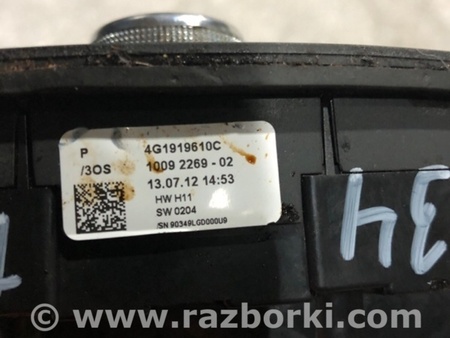 P 4G1919610C
/3OS 1009 2269 - 02
13.07.12 14:53
HW H11
SW 0204
/SN 90349LGD000U9
34
www.razborki.com